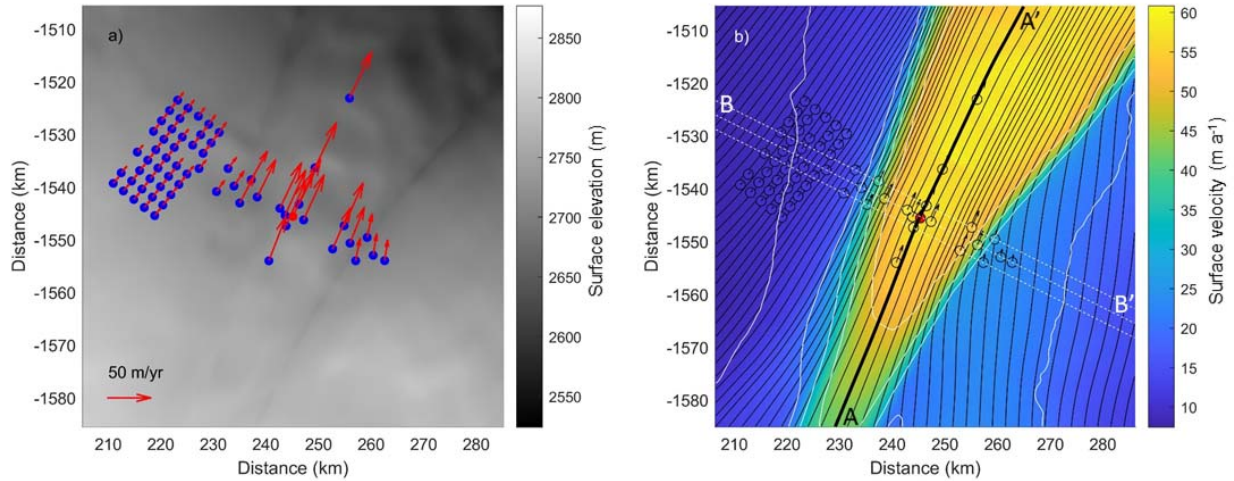 a)
-1510
-1520
-1530
-1540
-1550
-1560
-1570
-1580
Distance (km)
50 m/yr
210 220 230 240 250 260 270 280
Distance (km)
2850
2800
2750
2700
2650
2600
2550
Surface elevation (m)
b)
A'
B
B'
A
-1510
-1520
-1530
-1540
-1550
-1560
-1570
-1580
Distance (km)
210 220 230 240 250 260 270 280
Distance (km)
60
55
50
45
40
35
30
25
20
15
10
Surface velocity (m a⁻¹)